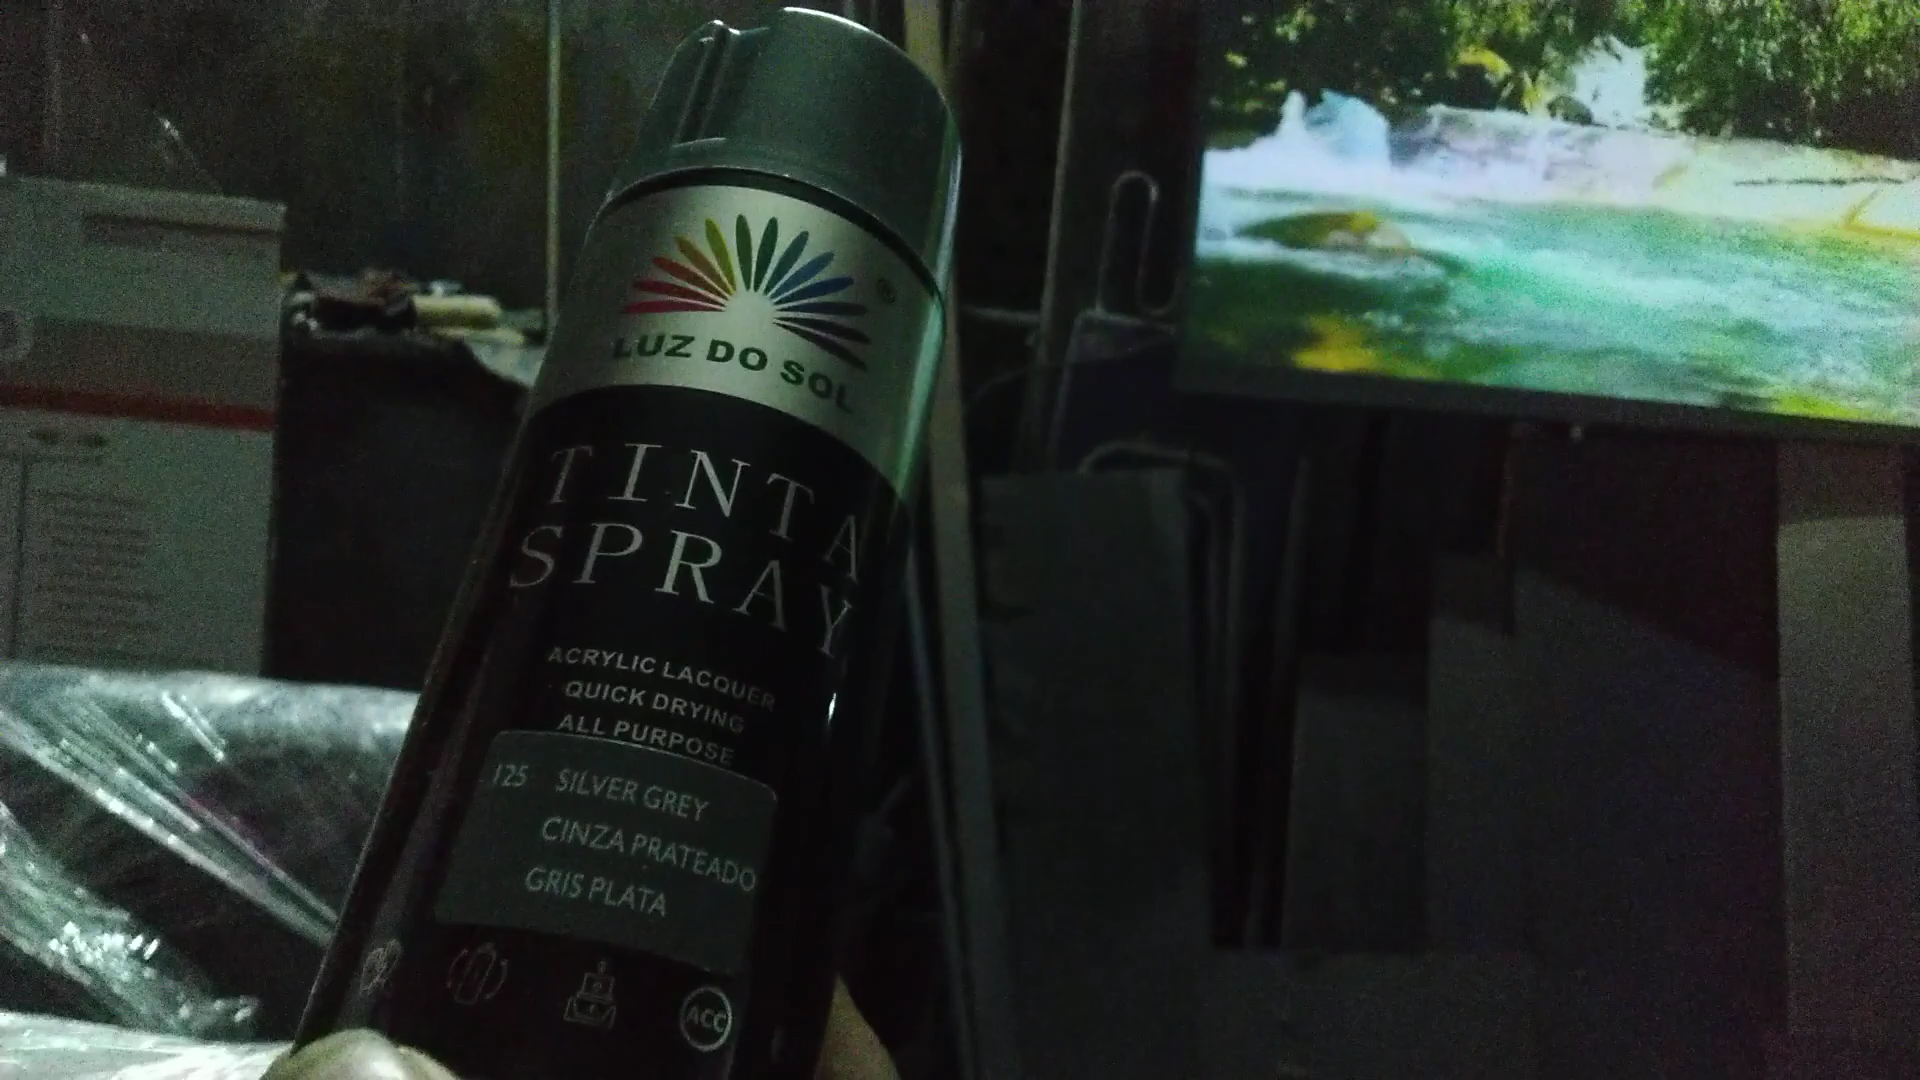 ®
LUZ DO SOL
TINTA
SPRAY
ACRYLIC LACQUER
QUICK DRYING
ALL PURPOSE
125 SILVER GREY
CINZA PRATEADO
GRIS PLATA
ACC